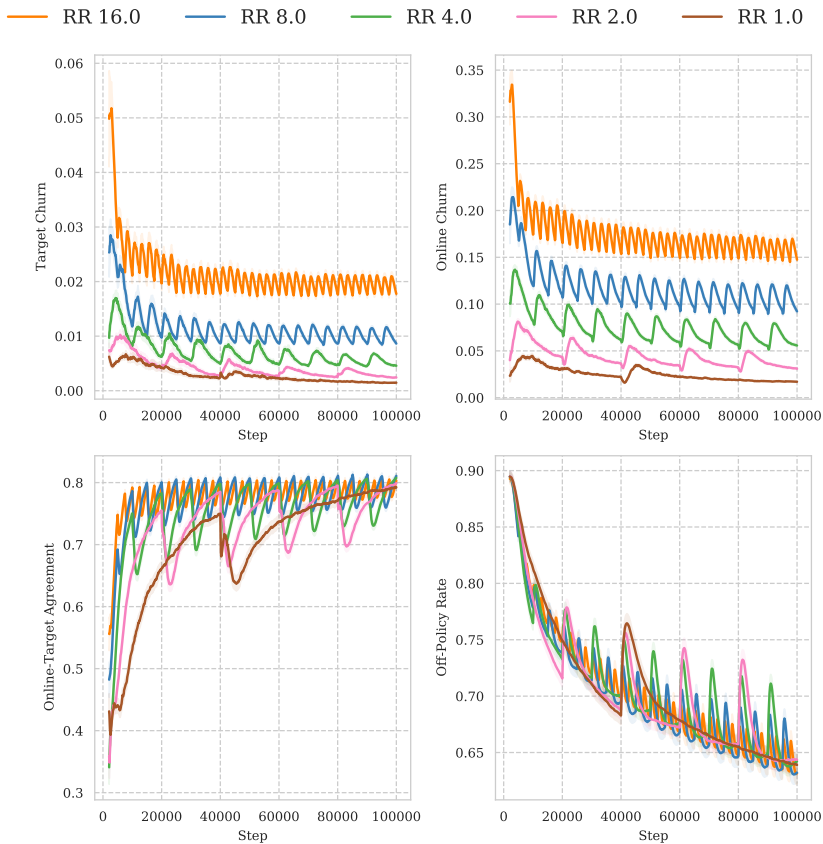 RR 16.0 RR 8.0 RR 4.0 RR 2.0 RR 1.0
Target Churn
0.06
0.05
0.04
0.03
0.02
0.01
0.00
0 20000 40000 60000 80000 100000
Step
Online Churn
0.35
0.30
0.25
0.20
0.15
0.10
0.05
0.00
0 20000 40000 60000 80000 100000
Step
Online-Target Agreement
0.8
0.7
0.6
0.5
0.4
0.3
0 20000 40000 60000 80000 100000
Step
Off-Policy Rate
0.90
0.85
0.80
0.75
0.70
0.65
0 20000 40000 60000 80000 100000
Step